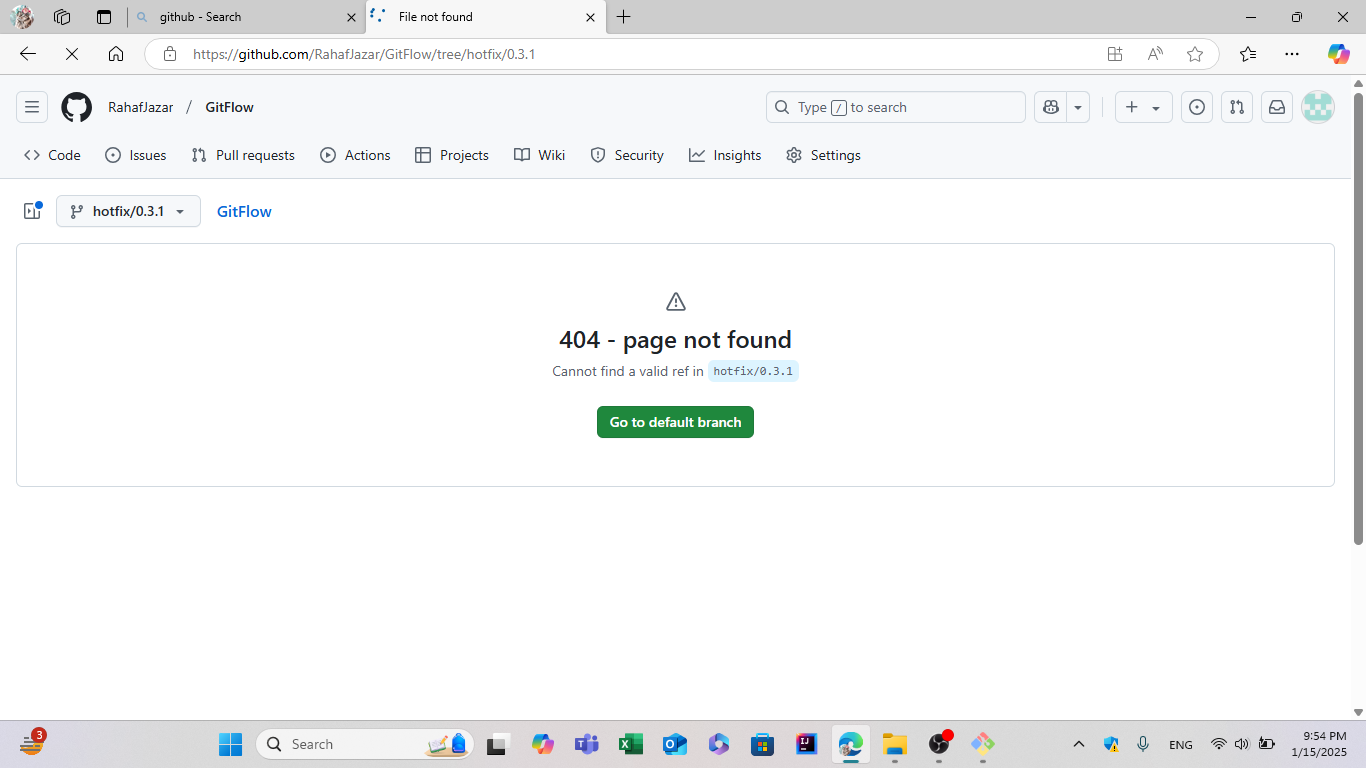 github - Search
File not found
https://github.com/RahafJazar/GitFlow/tree/hotfix/0.3.1
RahafJazar / GitFlow
Type / to search
Code Issues Pull requests Actions Projects Wiki Security Insights Settings
hotfix/0.3.1 GitFlow
404 - page not found
Cannot find a valid ref in hotfix/0.3.1
Go to default branch
3
Search
ENG
9:54 PM
1/15/2025